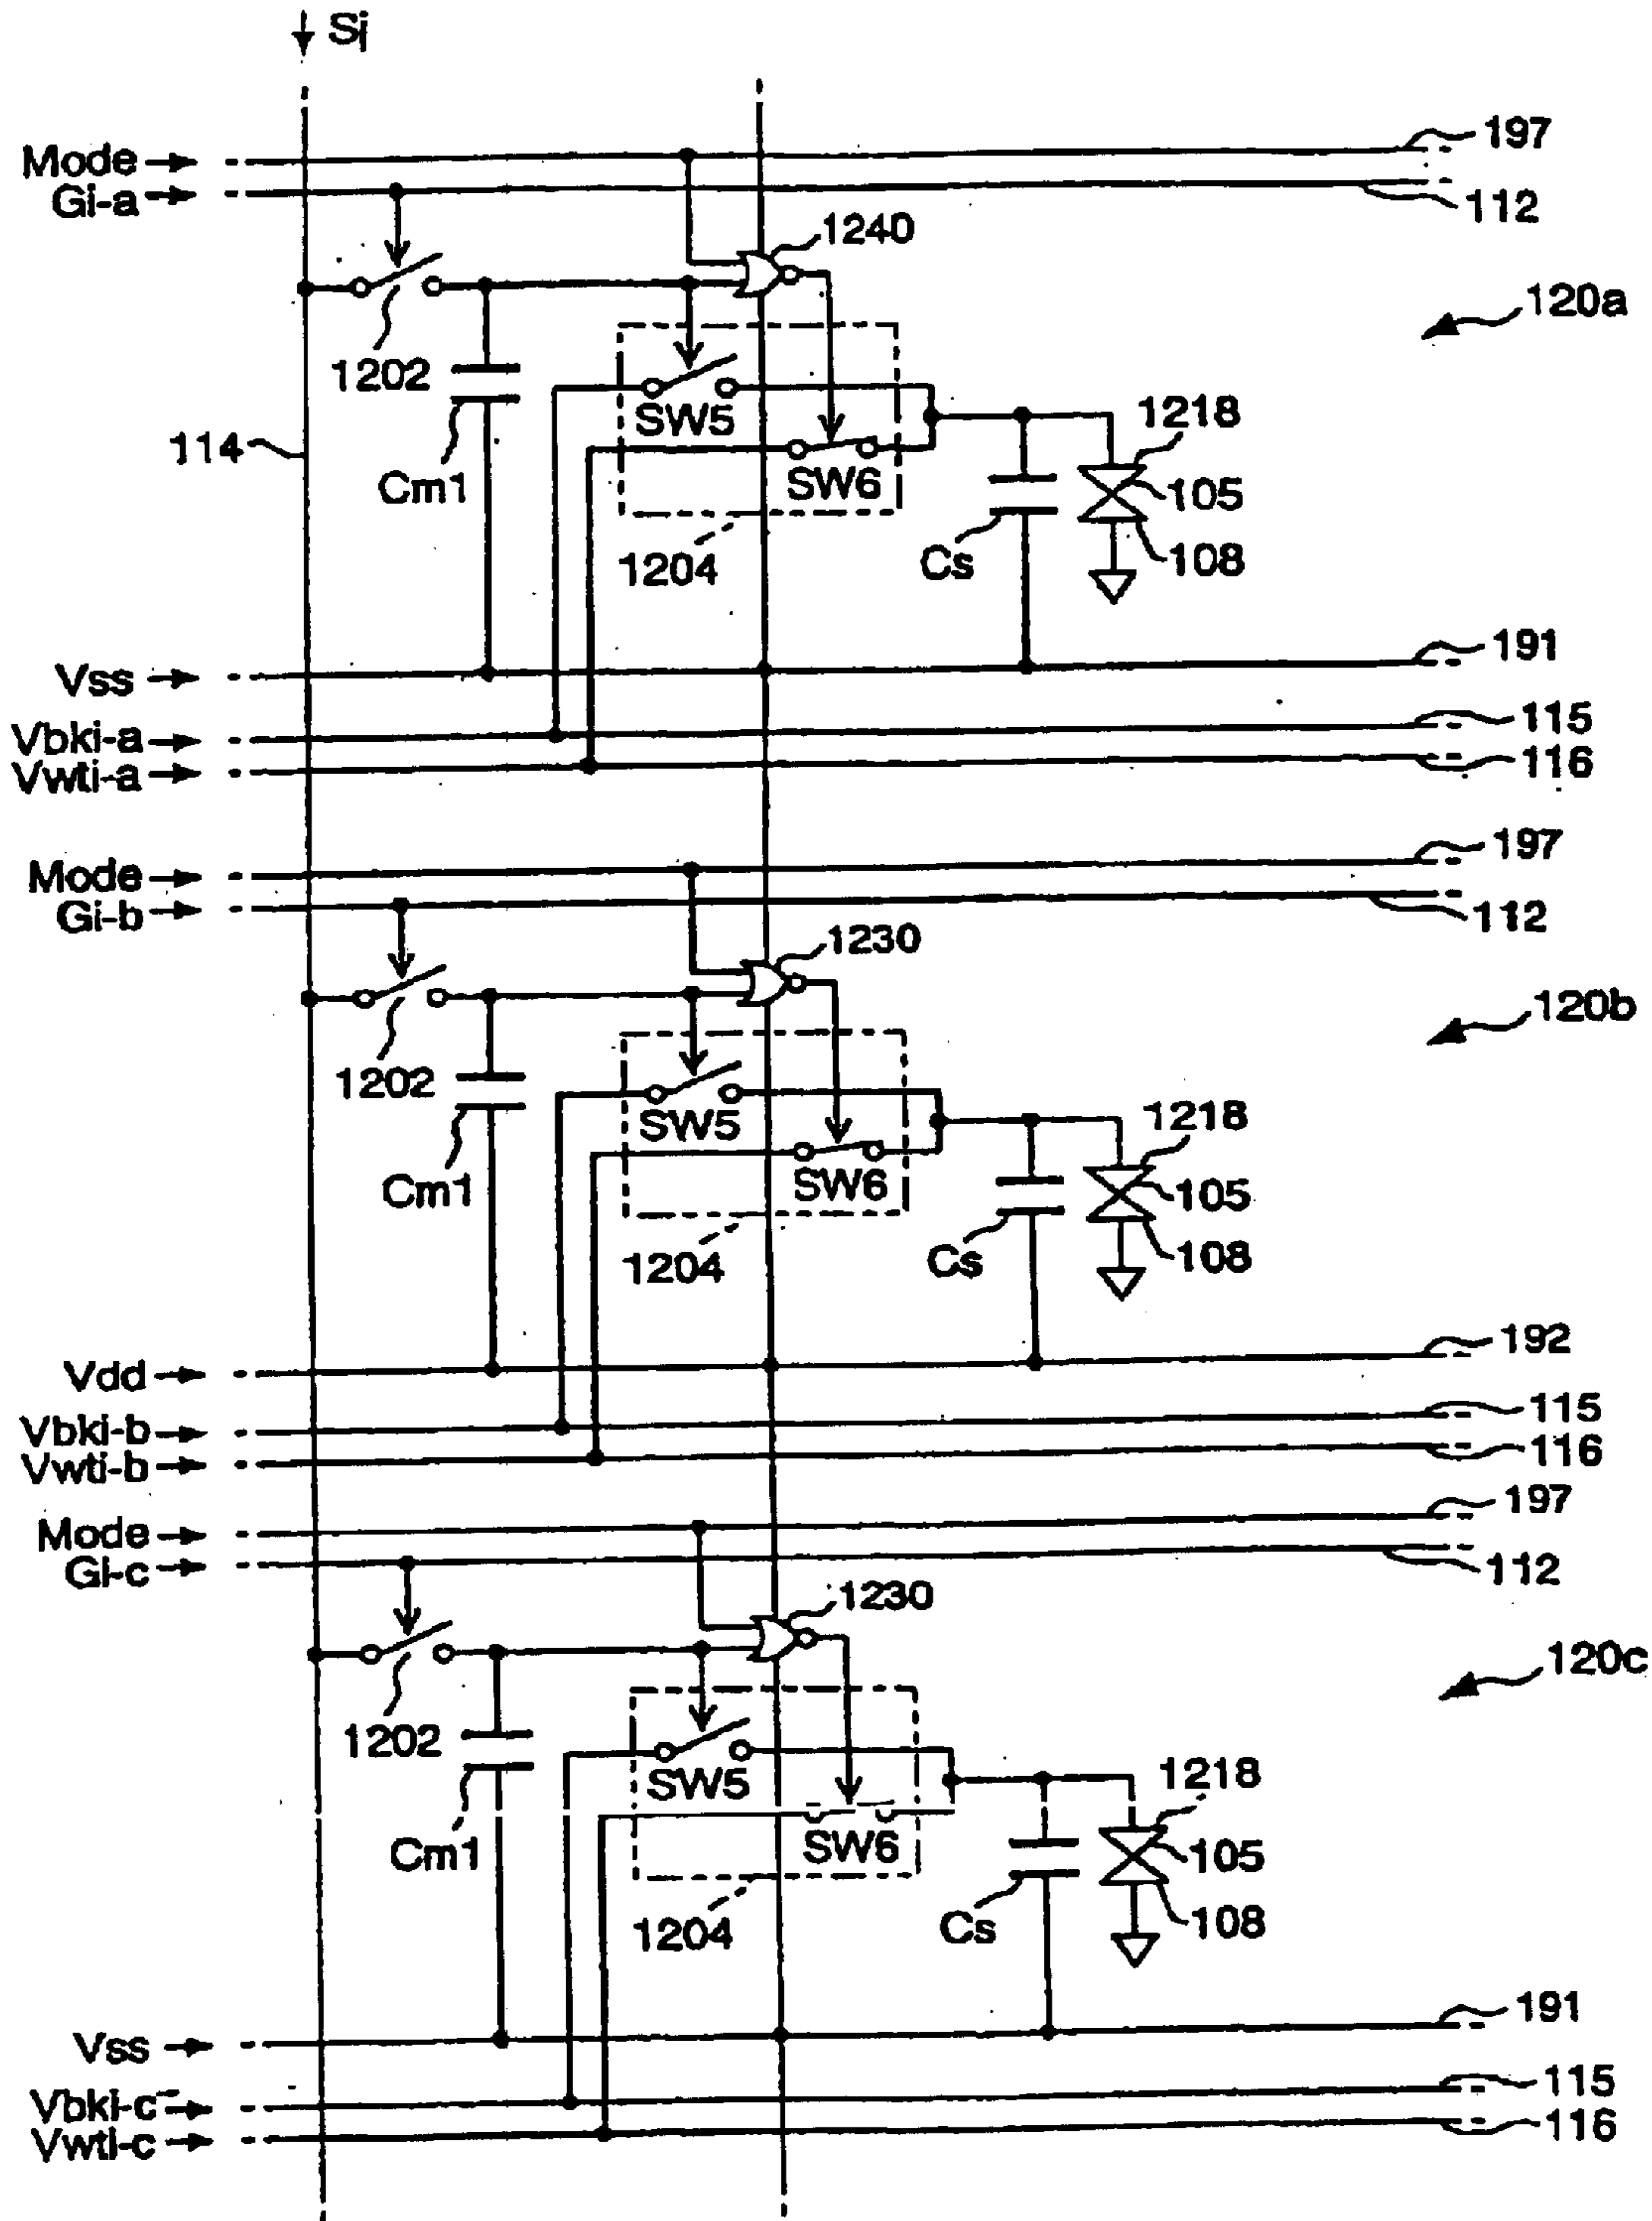 Sj
Mode
197
Gi-a
112
1240
120a
1202
SW5
1218
114
Cm1
SW6
105
1204
Cs
108
Vss
191
Vbki-a
115
Vwti-a
116
Mode
197
Gi-b
112
1230
120b
1202
SW5
1218
Cm1
SW6
105
1204
Cs
108
Vdd
192
Vbki-b
115
Vwti-b
116
Mode
197
Gi-c
112
1230
120c
1202
SW5
1218
Cm1
SW6
105
1204
Cs
108
Vss
191
Vbki-c
115
Vwti-c
116